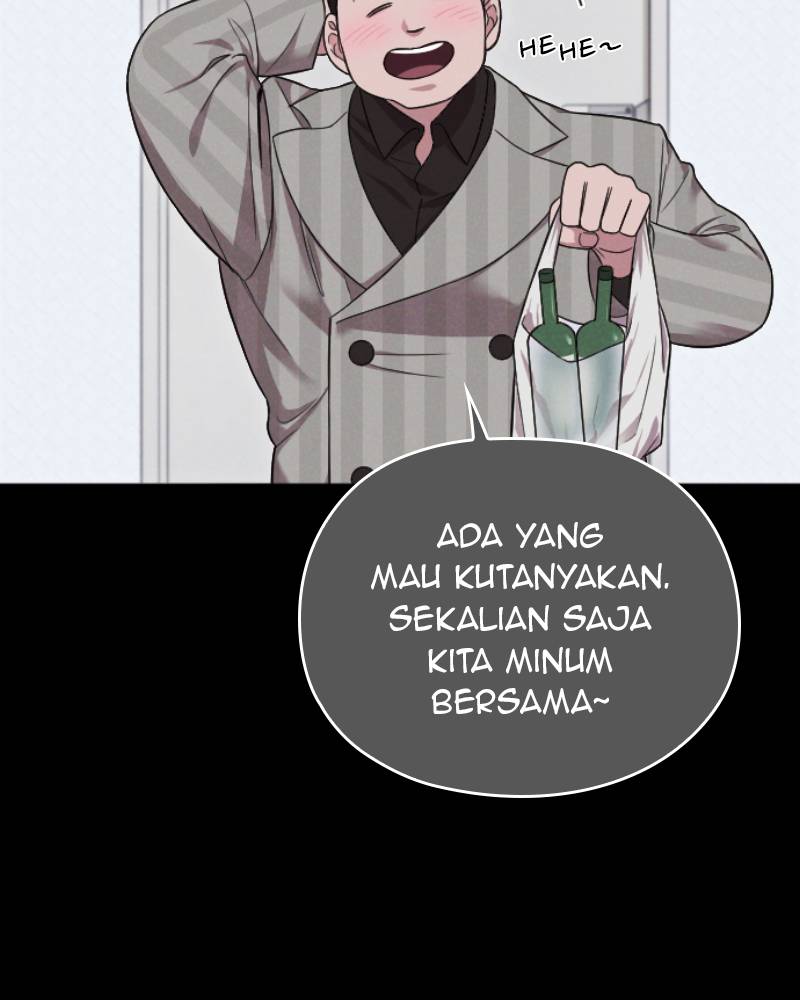 HEHE~
ADA YANG
MAU KUTANYAKAN.
SEKALIAN SAJA
KITA MINUM
BERSAMA~